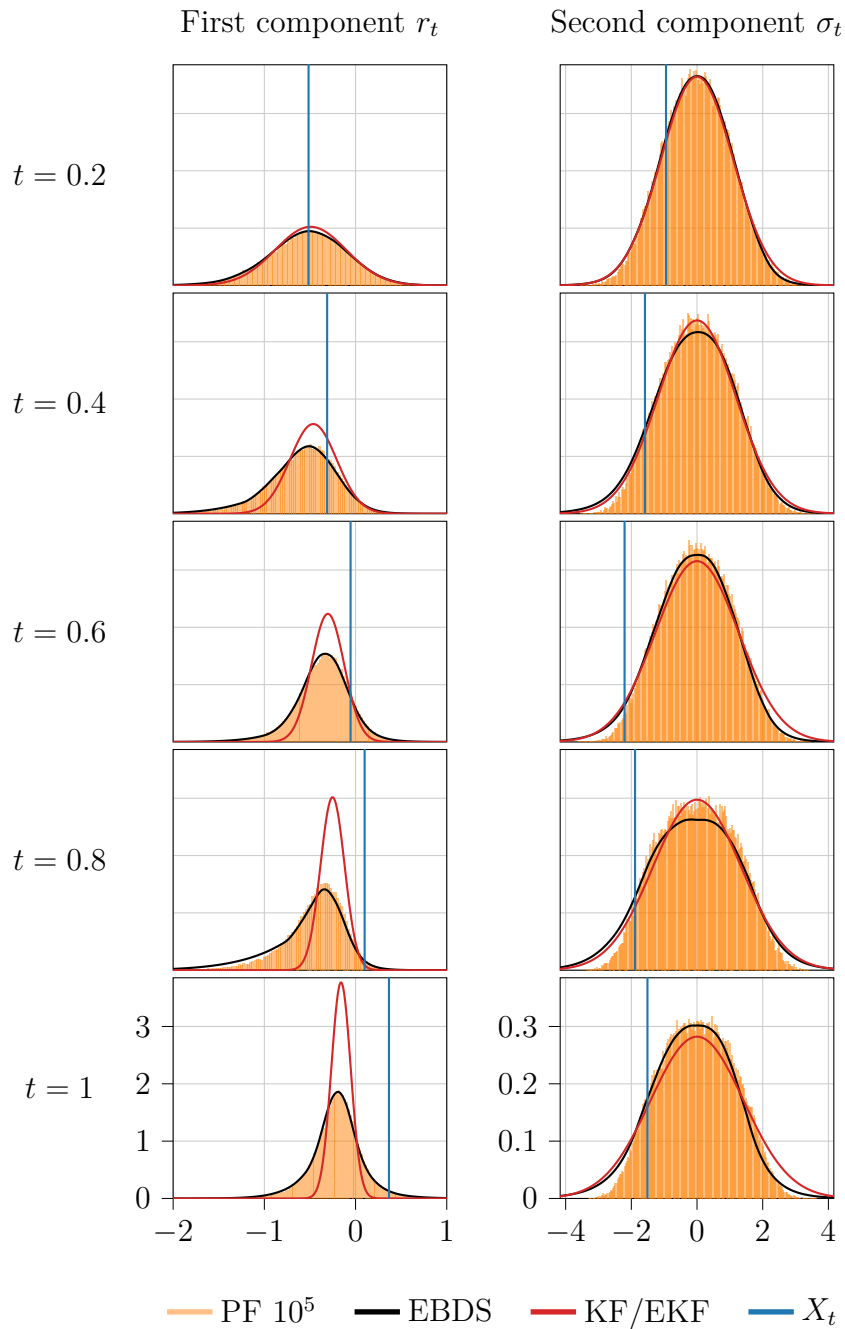 First component r_t Second component σ_t
t = 0.2
t = 0.4
t = 0.6
t = 0.8
t = 1
3 0.3
2 0.2
1 0.1
0 0
−2 −1 0 1 −4 −2 0 2 4
PF 10⁵ EBDS KF/EKF X_t